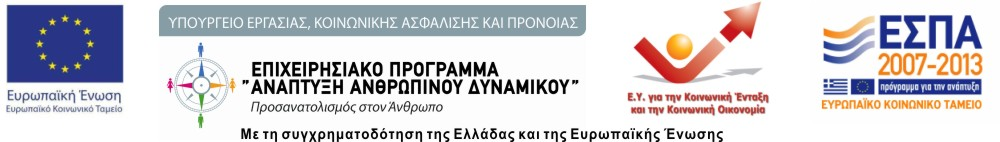 Ευρωπαϊκή Ένωση
Ευρωπαϊκό Κοινωνικό Ταμείο
ΥΠΟΥΡΓΕΙΟ ΕΡΓΑΣΙΑΣ, ΚΟΙΝΩΝΙΚΗΣ ΑΣΦΑΛΙΣΗΣ ΚΑΙ ΠΡΟΝΟΙΑΣ
ΕΠΙΧΕΙΡΗΣΙΑΚΟ ΠΡΟΓΡΑΜΜΑ
"ΑΝΑΠΤΥΞΗ ΑΝΘΡΩΠΙΝΟΥ ΔΥΝΑΜΙΚΟΥ"
Προσανατολισμός στον Άνθρωπο
Ε.Υ. για την Κοινωνική Ένταξη
και την Κοινωνική Οικονομία
ΕΣΠΑ
2007-2013
πρόγραμμα για την ανάπτυξη
ΕΥΡΩΠΑΪΚΟ ΚΟΙΝΩΝΙΚΟ ΤΑΜΕΙΟ
Με τη συγχρηματοδότηση της Ελλάδας και της Ευρωπαϊκής Ένωσης